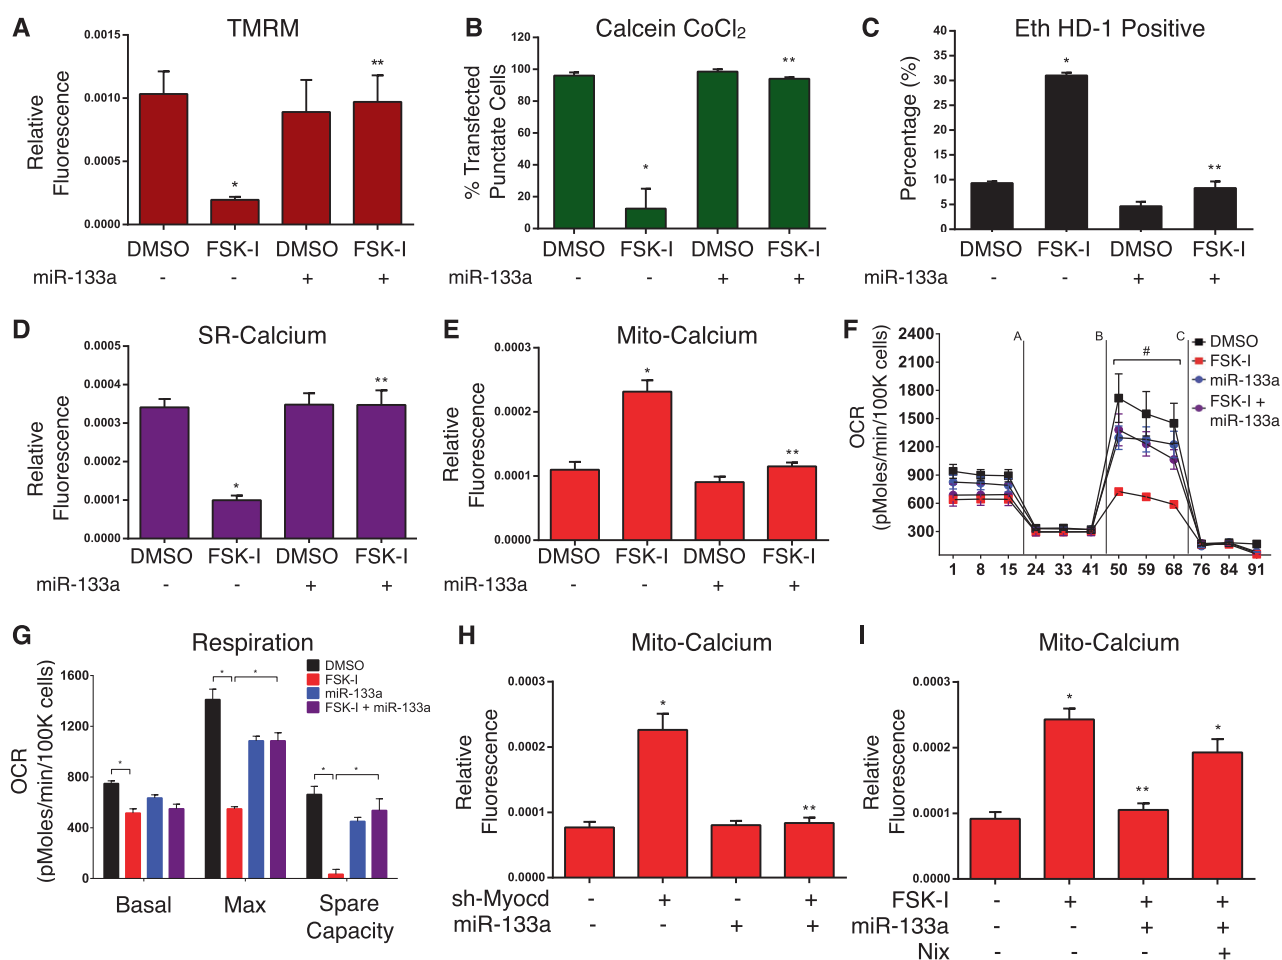 A
TMRM
Relative
Fluorescence
0.0015
0.0010
0.0005
0.0000
*
**
DMSO FSK-I DMSO FSK-I
miR-133a - - + +
B
Calcein CoCl2
% Transfected
Punctate Cells
120
100
80
60
40
20
0
*
**
DMSO FSK-I DMSO FSK-I
miR-133a - - + +
C
Eth HD-1 Positive
Percentage (%)
40
35
30
25
20
15
10
5
0
*
**
DMSO FSK-I DMSO FSK-I
miR-133a - - + +
D
SR-Calcium
Relative
Fluorescence
0.0005
0.0004
0.0003
0.0002
0.0001
0.0000
*
**
DMSO FSK-I DMSO FSK-I
miR-133a - - + +
E
Mito-Calcium
Relative
Fluorescence
0.0003
0.0002
0.0001
0.0000
*
**
DMSO FSK-I DMSO FSK-I
miR-133a - - + +
F
OCR
(pMoles/min/100K cells)
2400
2100
1800
1500
1200
900
600
300
A B C
#
DMSO
FSK-I
miR-133a
FSK-I +
miR-133a
1 8 15 24 33 41 50 59 68 76 84 91
G
Respiration
OCR
(pMoles/min/100K cells)
1600
1200
800
400
0
DMSO
FSK-I
miR-133a
FSK-I + miR-133a
* * * * *
Basal Max Spare
Capacity
H
Mito-Calcium
Relative
Fluorescence
0.0003
0.0002
0.0001
0.0000
*
**
sh-Myocd - + - +
miR-133a - - + +
I
Mito-Calcium
Relative
Fluorescence
0.0003
0.0002
0.0001
0.0000
*
**
*
FSK-I - + + +
miR-133a - - + +
Nix +